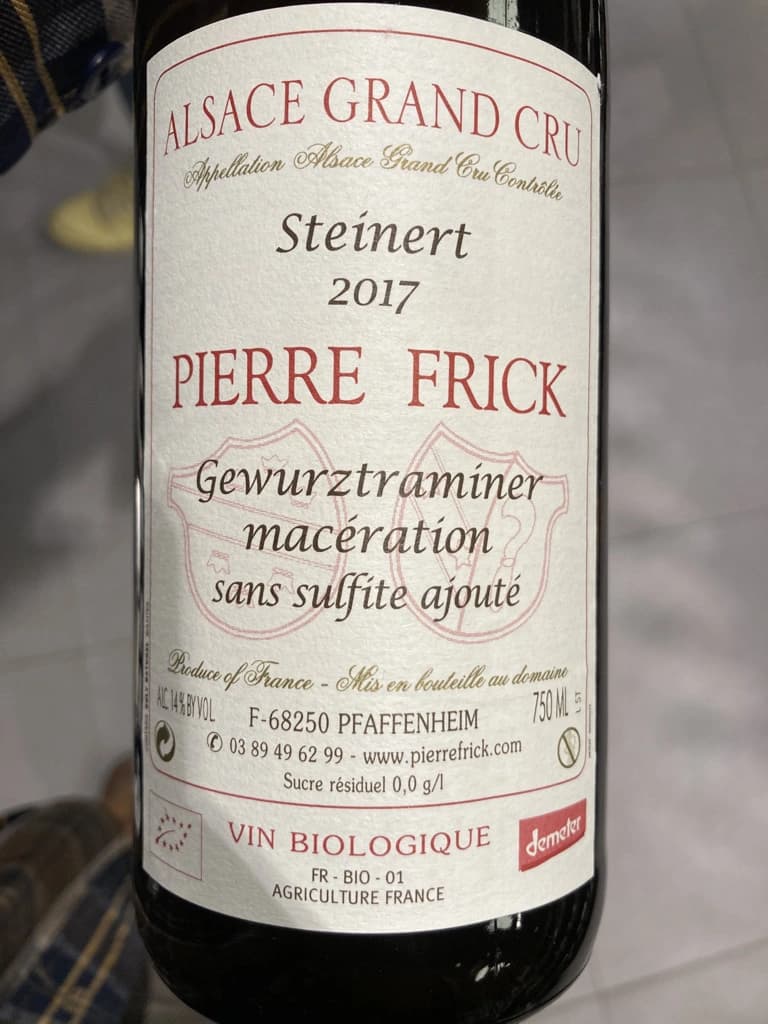 ALSACE GRAND CRU
Appellation Alsace Grand Cru Contrôlée
Steinert
2017
PIERRE FRICK
Gewurztraminer
macération
sans sulfite ajouté
Produce of France - Mis en bouteille au domaine
ALC. 14 % BY VOL
F-68250 PFAFFENHEIM
750 ML
✆ 03 89 49 62 99 - www.pierrefrick.com
Sucre résiduel 0,0 g/l
VIN BIOLOGIQUE
demeter
FR - BIO - 01
AGRICULTURE FRANCE